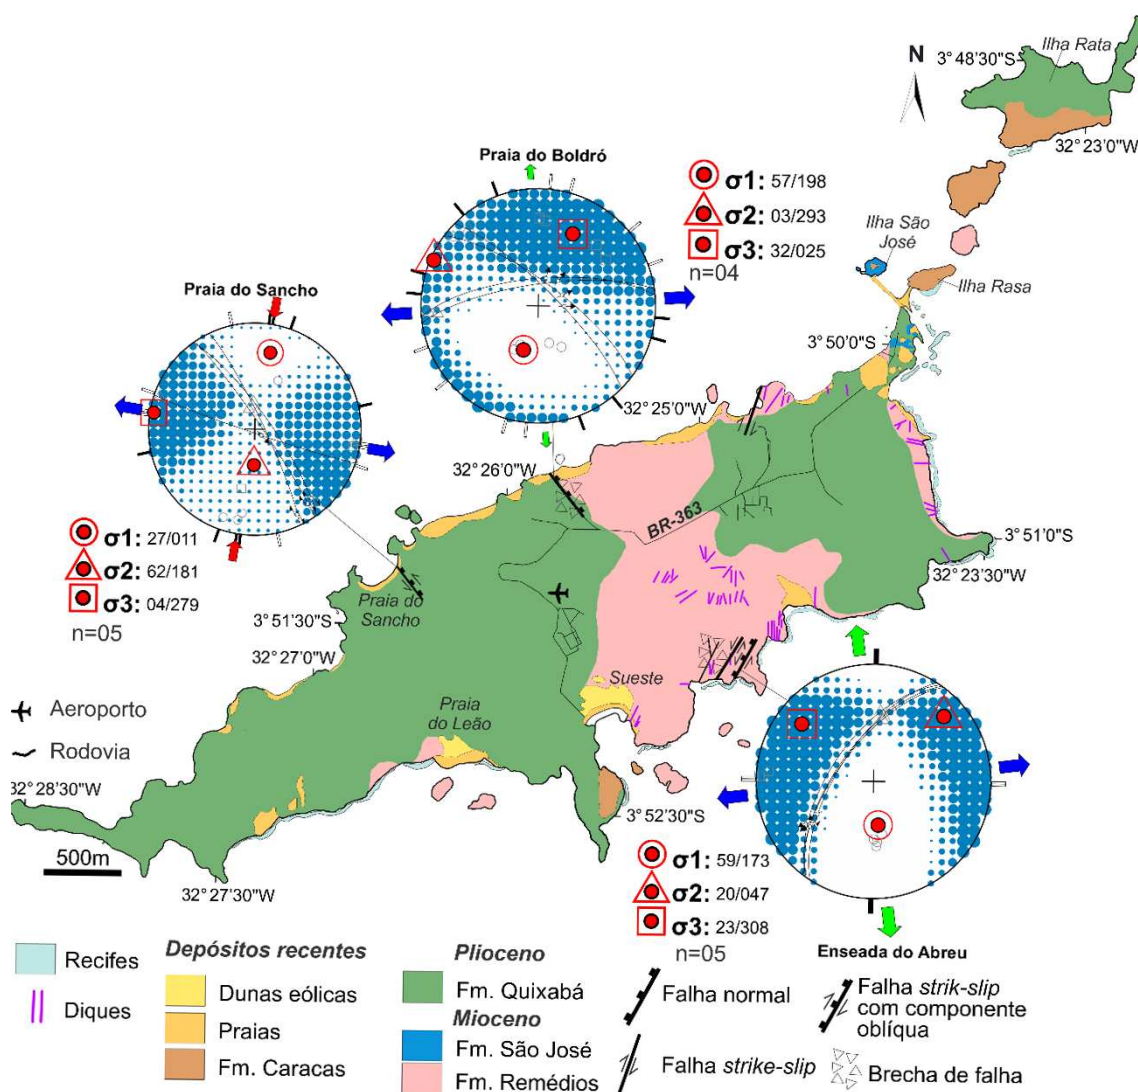 Ilha Rata
3° 48'30"S
N
32° 23'0"W
Praia do Boldró
σ1: 57/198
σ2: 03/293
σ3: 32/025
n=04
Ilha São
José
Ilha Rasa
Praia do Sancho
3° 50'0"S
32° 25'0"W
32° 26'0"W
BR-363
3° 51'0"S
32° 23'30"W
σ1: 27/011
σ2: 62/181
σ3: 04/279
n=05
Praia do
Sancho
3° 51'30"S
32° 27'0"W
Sueste
Praia
do Leão
Aeroporto
Rodovia
32° 28'30"W
3° 52'30"S
500m
32° 27'30"W
σ1: 59/173
σ2: 20/047
σ3: 23/308
n=05
Enseada do Abreu
Recifes
Diques
Depósitos recentes
Dunas eólicas
Praias
Fm. Caracas
Plioceno
Fm. Quixabá
Mioceno
Fm. São José
Fm. Remédios
Falha normal
Falha strike-slip
Falha strik-slip
com componente
oblíqua
Brecha de falha